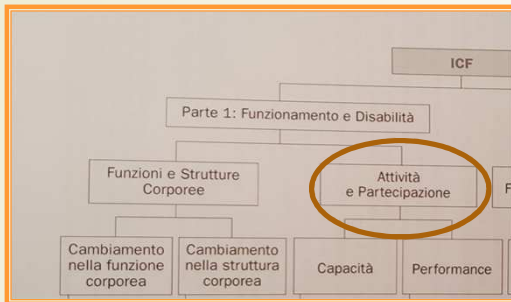 ICF
Parte 1: Funzionamento e Disabilità
Funzioni e Strutture
Corporee
Attività
e Partecipazione
F
Cambiamento
nella funzione
corporea
Cambiamento
nella struttura
corporea
Capacità
Performance